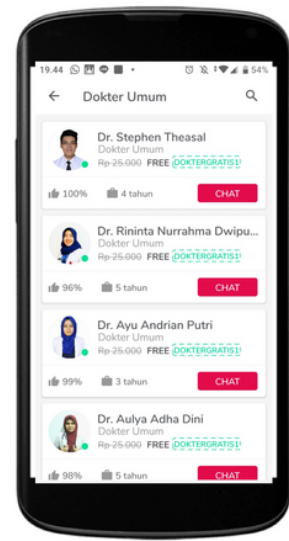 19.44 54%
Dokter Umum
Dr. Stephen Theasal
Dokter Umum
Rp 25.000 FREE DOKTERGRATIS1!
100% 4 tahun CHAT
Dr. Rininta Nurrahma Dwipu...
Dokter Umum
Rp 25.000 FREE DOKTERGRATIS1!
96% 5 tahun CHAT
Dr. Ayu Andrian Putri
Dokter Umum
Rp 25.000 FREE DOKTERGRATIS1!
99% 3 tahun CHAT
Dr. Aulya Adha Dini
Dokter Umum
Rp 25.000 FREE DOKTERGRATIS1!
98% 5 tahun CHAT